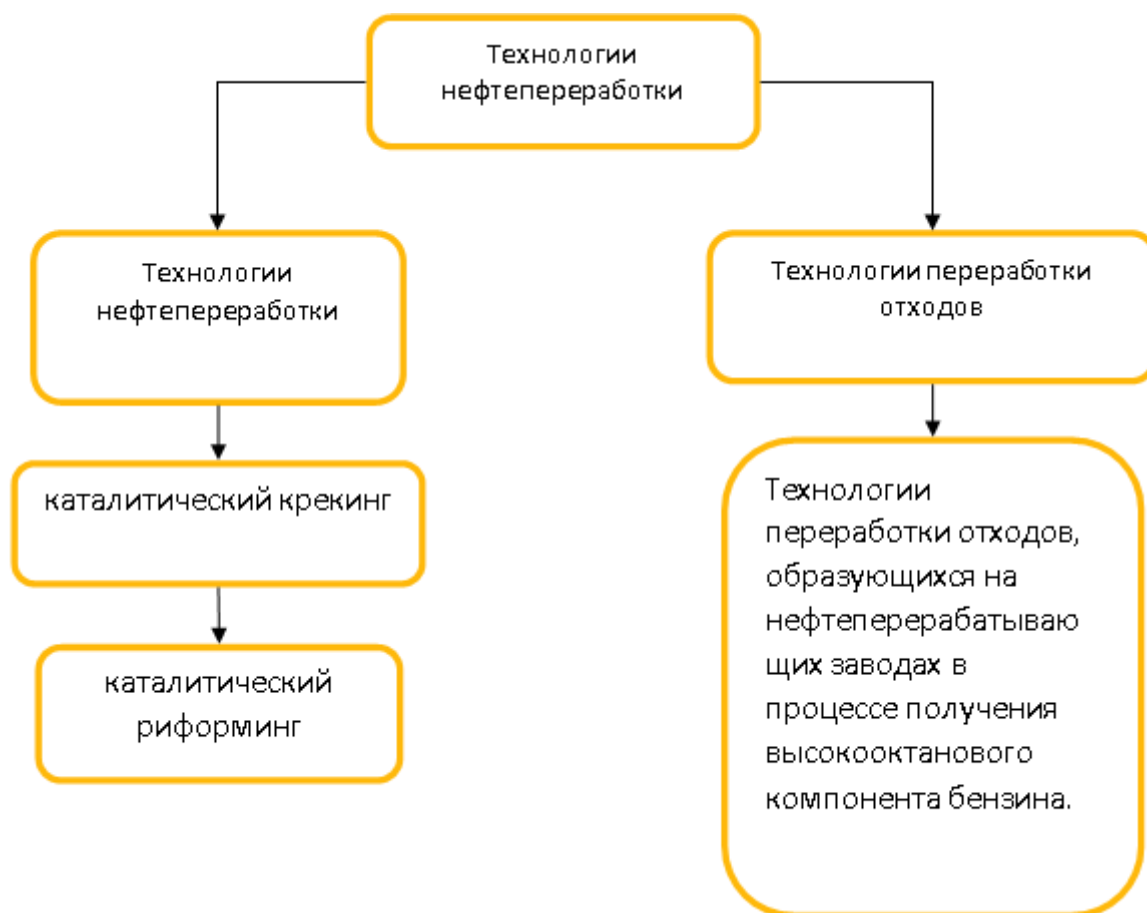 Технологии
нефтепереработки
Технологии
нефтепереработки
каталитический крекинг
каталитический
риформинг
Технологии переработки
отходов
Технологии
переработки отходов,
образующихся на
нефтеперерабатываю
щих заводах в
процессе получения
высокооктанового
компонента бензина.